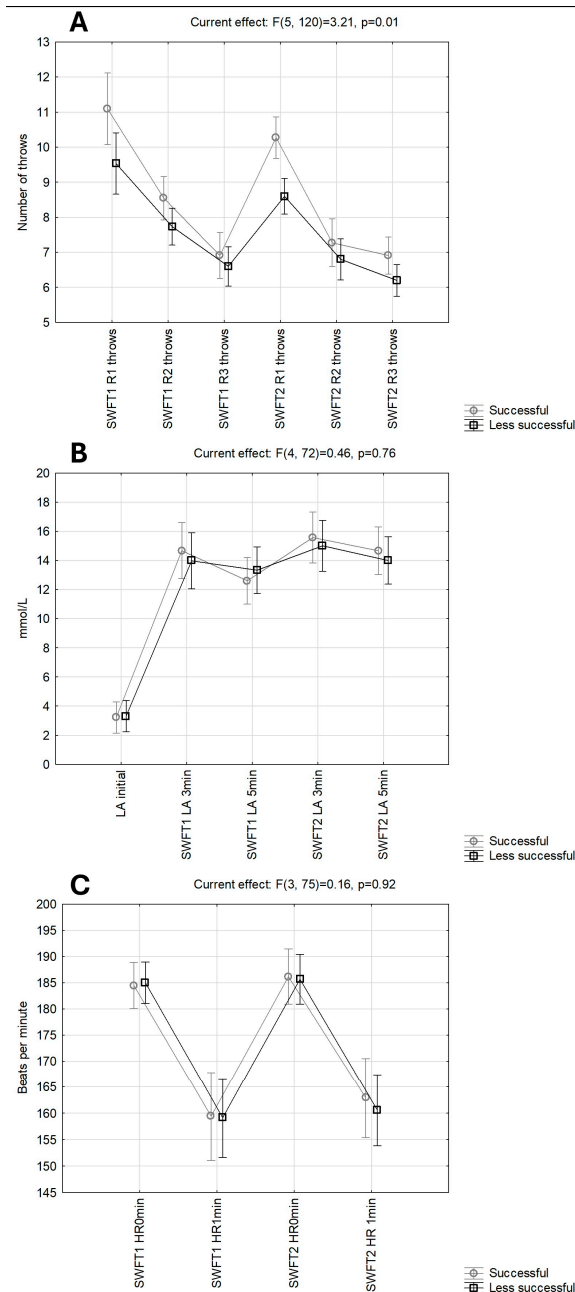 A
Current effect: F(5, 120)=3.21, p=0.01
13
12
11
10
9
8
7
6
5
Number of throws
SWFT1 R1 throws
SWFT1 R2 throws
SWFT1 R3 throws
SWFT2 R1 throws
SWFT2 R2 throws
SWFT2 R3 throws
Successful
Less successful
B
Current effect: F(4, 72)=0.46, p=0.76
20
18
16
14
12
10
8
6
4
2
0
mmol/L
LA initial
SWFT1 LA 3min
SWFT1 LA 5min
SWFT2 LA 3min
SWFT2 LA 5min
Successful
Less successful
C
Current effect: F(3, 75)=0.16, p=0.92
200
195
190
185
180
175
170
165
160
155
150
145
Beats per minute
SWFT1 HR0min
SWFT1 HR1min
SWFT2 HR0min
SWFT2 HR 1min
Successful
Less successful